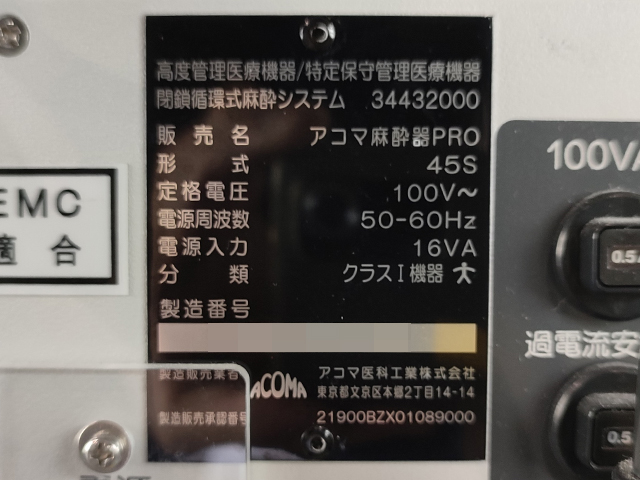 高度管理医療機器/特定保守管理医療機器
閉鎖循環式麻酔システム 34432000
販売名 アコマ麻酔器PRO
形式 45S
定格電圧 100V～
電源周波数 50-60Hz
電源入力 16VA
分類 クラスⅠ機器
製造番号
製造販売業者 ACOMA アコマ医科工業株式会社
東京都文京区本郷2丁目14-14
製造販売承認番号 21900BZX01089000
EMC
適合
100VA
0.5A
過電流安
0.5